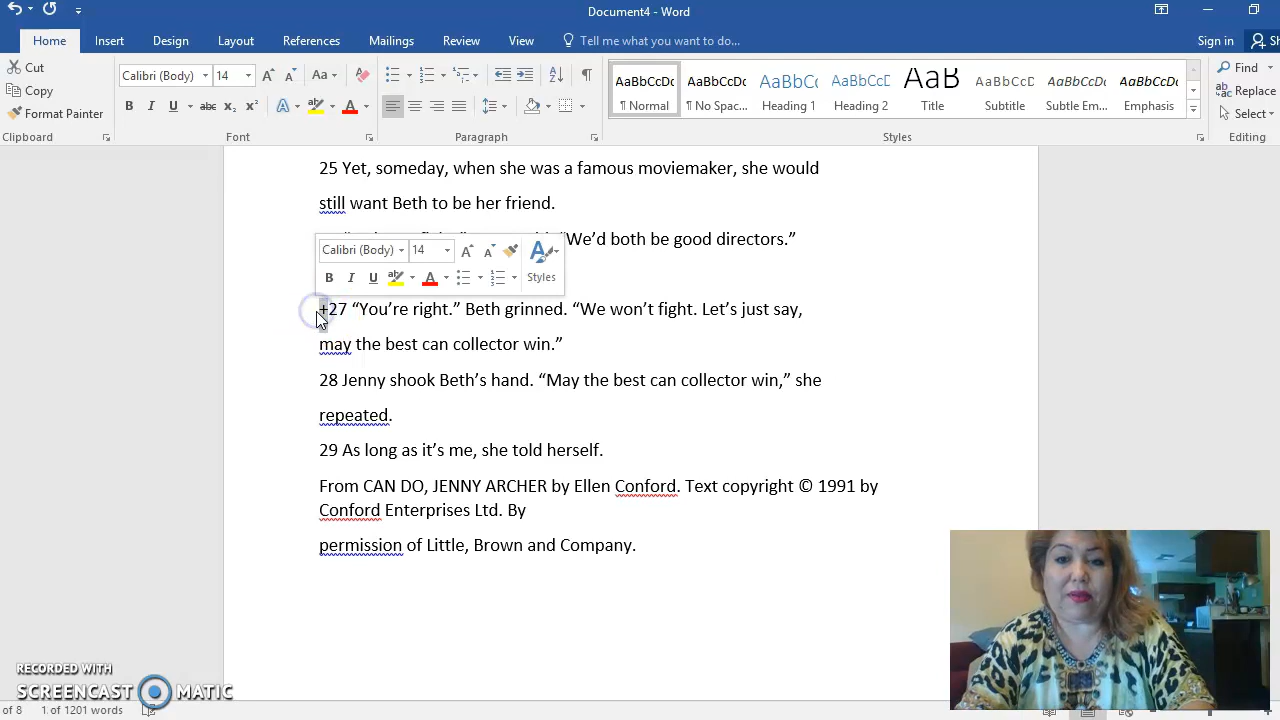 Document4 - Word
Home Insert Design Layout References Mailings Review View Tell me what you want to do... Sign in
Cut
Copy
Format Painter
Calibri (Body) 14 Aa
B I U abc x₂ x² A A
¶
AaBbCcDc AaBbCcDc AaBbCc AaBbCcE AaB AaBbCcD AaBbCcDc AaBbCcDc
¶ Normal ¶ No Spac... Heading 1 Heading 2 Title Subtitle Subtle Em... Emphasis
Find
Replace
Select
Clipboard Font Paragraph Styles Editing
25 Yet, someday, when she was a famous moviemaker, she would
still want Beth to be her friend.
“We’d both be good directors.”
Calibri (Body) 14
B I U A Styles
+27 “You’re right.” Beth grinned. “We won’t fight. Let’s just say,
may the best can collector win.”
28 Jenny shook Beth’s hand. “May the best can collector win,” she
repeated.
29 As long as it’s me, she told herself.
From CAN DO, JENNY ARCHER by Ellen Conford. Text copyright © 1991 by
Conford Enterprises Ltd. By
permission of Little, Brown and Company.
RECORDED WITH
SCREENCAST MATIC
of 8 1 of 1201 words